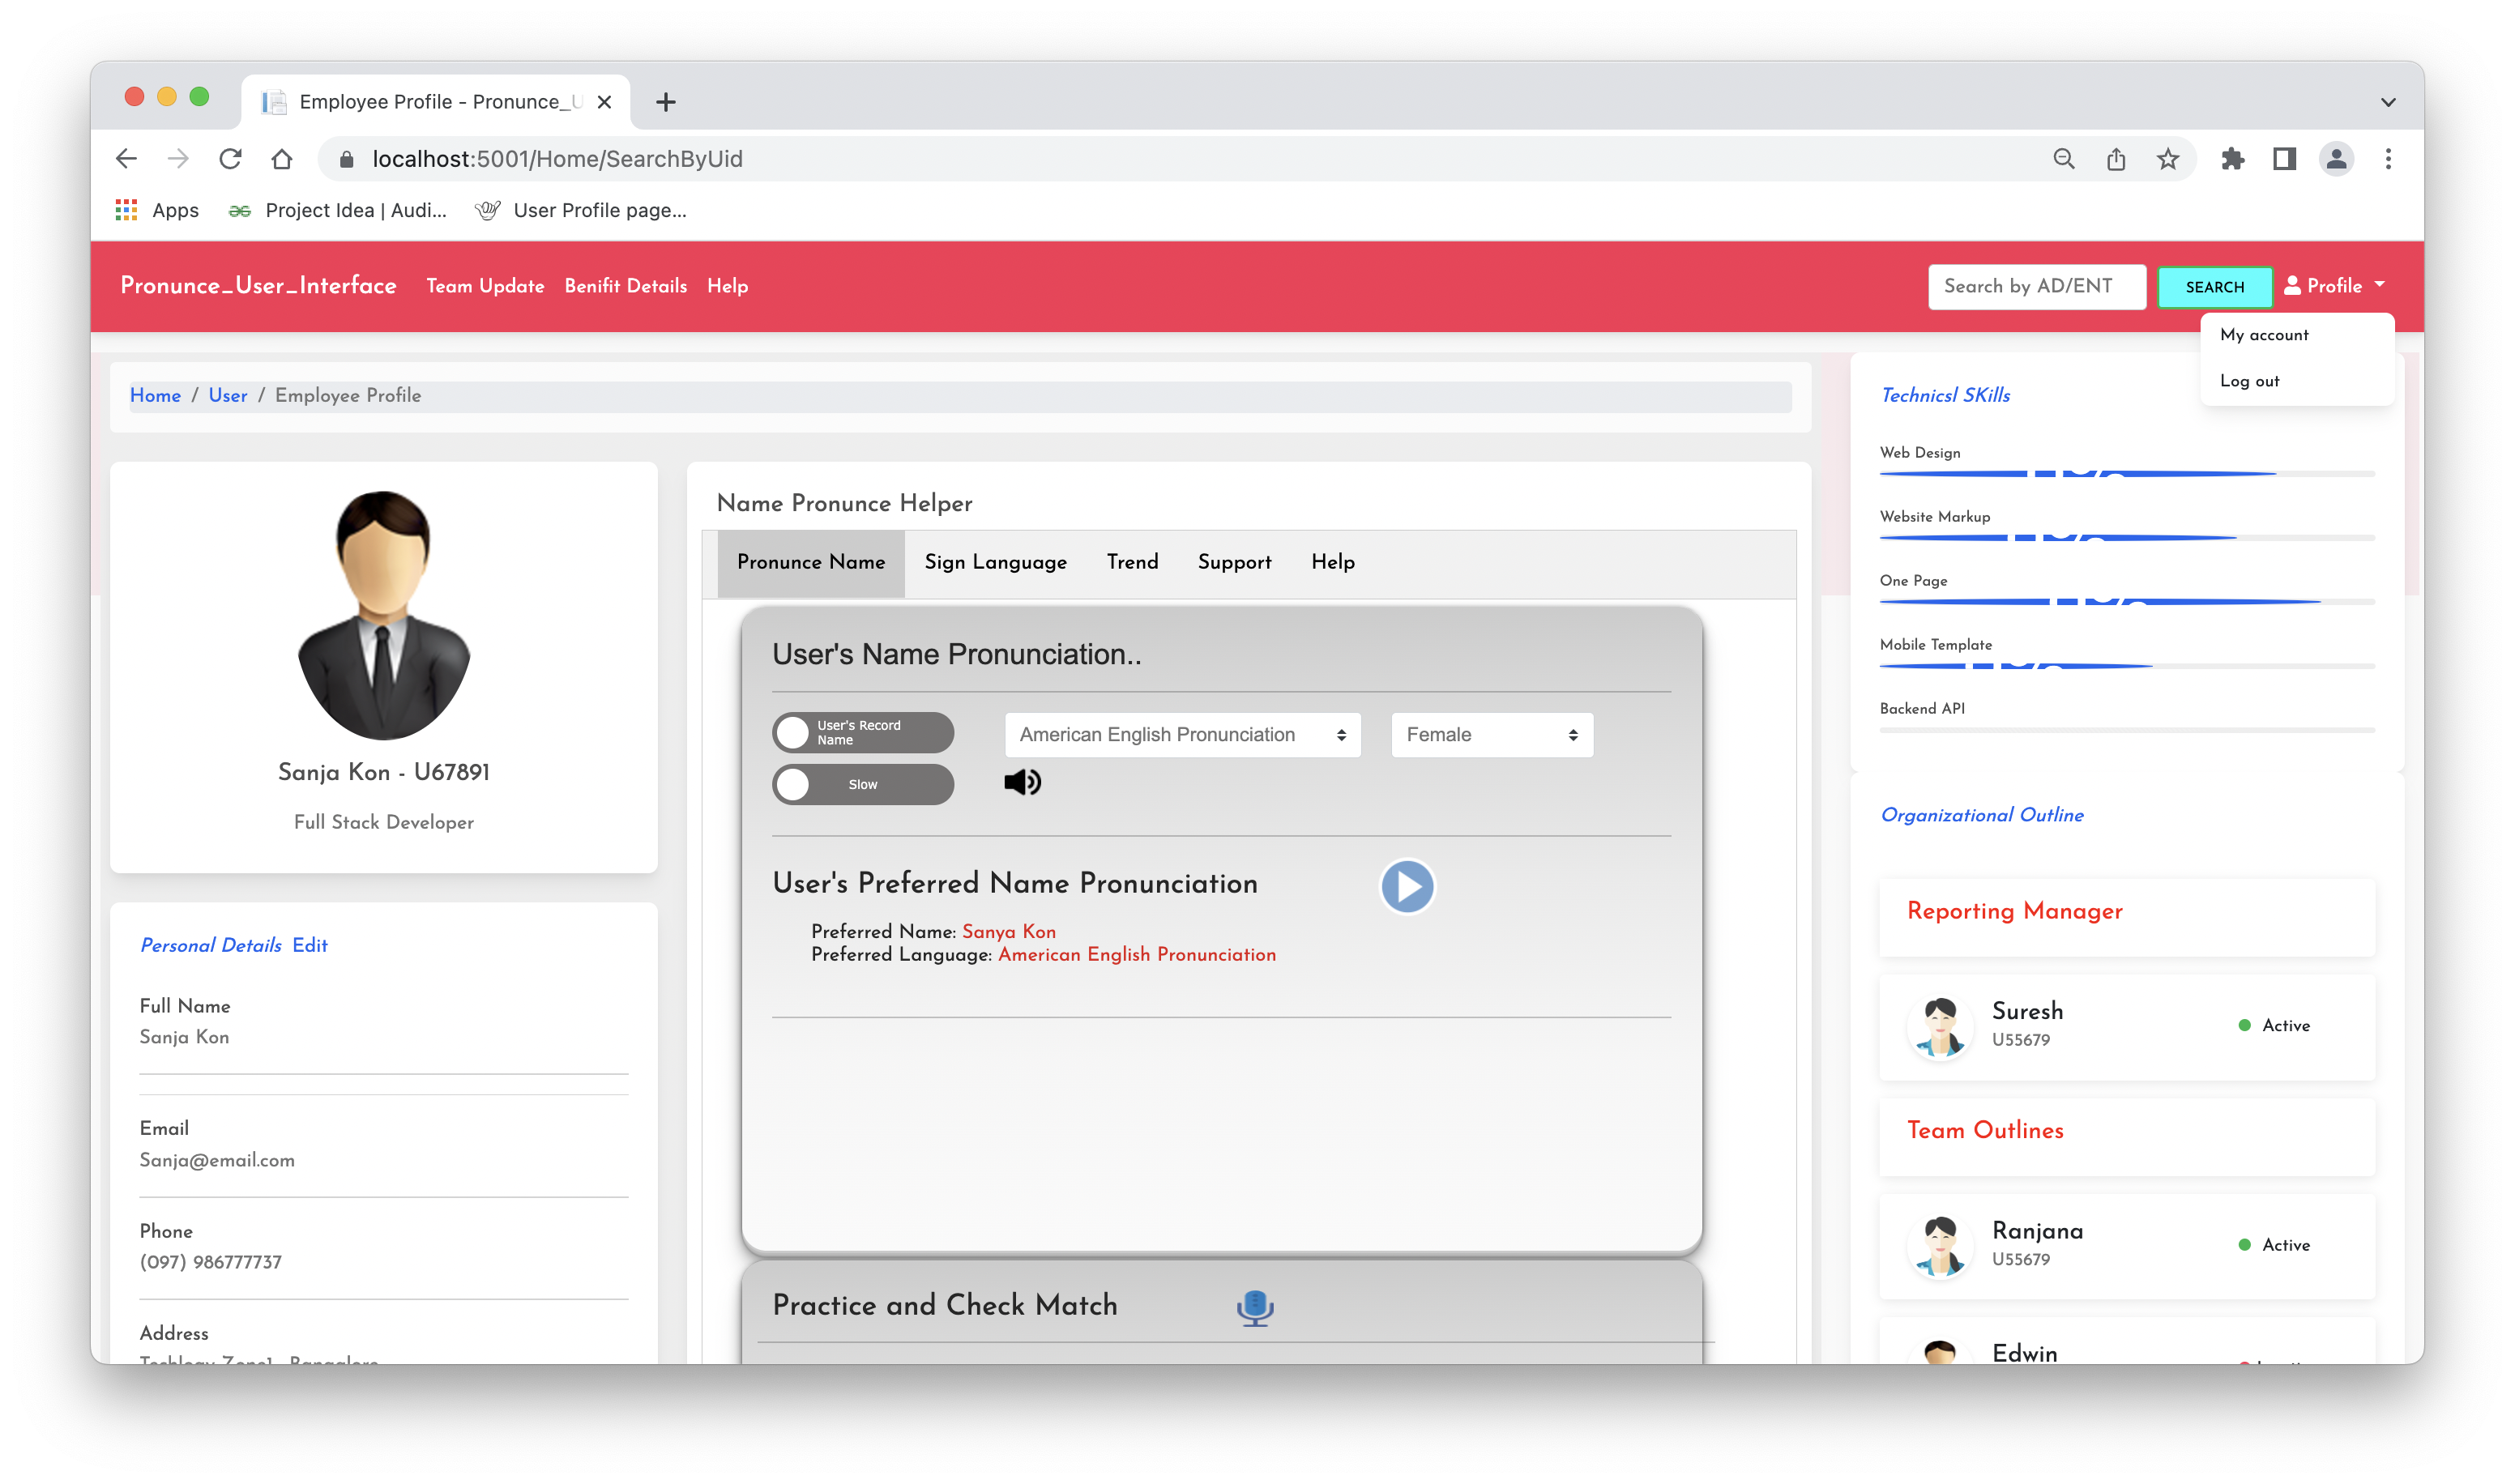 Employee Profile - Pronunce_U
localhost:5001/Home/SearchByUid
Apps
Project Idea | Audi...
User Profile page...
Pronunce_User_Interface
Team Update
Benifit Details
Help
Search by AD/ENT
SEARCH
Profile
My account
Log out
Home / User / Employee Profile
Sanja Kon - U67891
Full Stack Developer
Personal Details Edit
Full Name
Sanja Kon
Email
Sanja@email.com
Phone
(097) 986777737
Address
Name Pronunce Helper
Pronunce Name
Sign Language
Trend
Support
Help
User's Name Pronunciation..
User's Record
Name
American English Pronunciation
Female
Slow
User's Preferred Name Pronunciation
Preferred Name: Sanya Kon
Preferred Language: American English Pronunciation
Practice and Check Match
Technicsl SKills
Web Design
Website Markup
One Page
Mobile Template
Backend API
Organizational Outline
Reporting Manager
Suresh
U55679
Active
Team Outlines
Ranjana
U55679
Active
Edwin